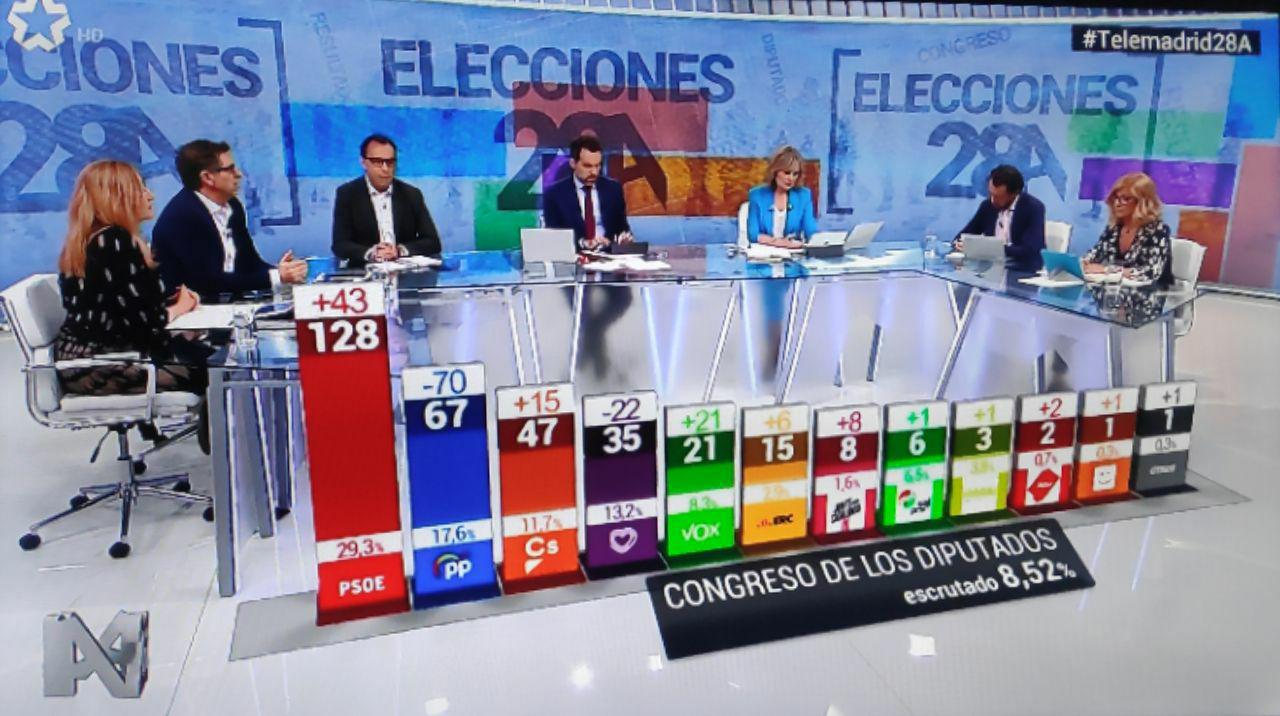 HD
#Telemadrid28A
CCIONES
28A
ELECCIONES
28A
ELECCIONES
28A
CONGRESO
+43
128
29,3%
PSOE
-70
67
17,6%
pp
+15
47
11,7%
Cs
-22
35
13,2%
+21
21
8,3%
VOX
+6
15
ERC
+8
8
1,6%
+1
6
6,5%
+1
3
+2
2
0,7%
+1
1
0,3%
+1
1
0,3%
CONGRESO DE LOS DIPUTADOS
escrutado 8,52%